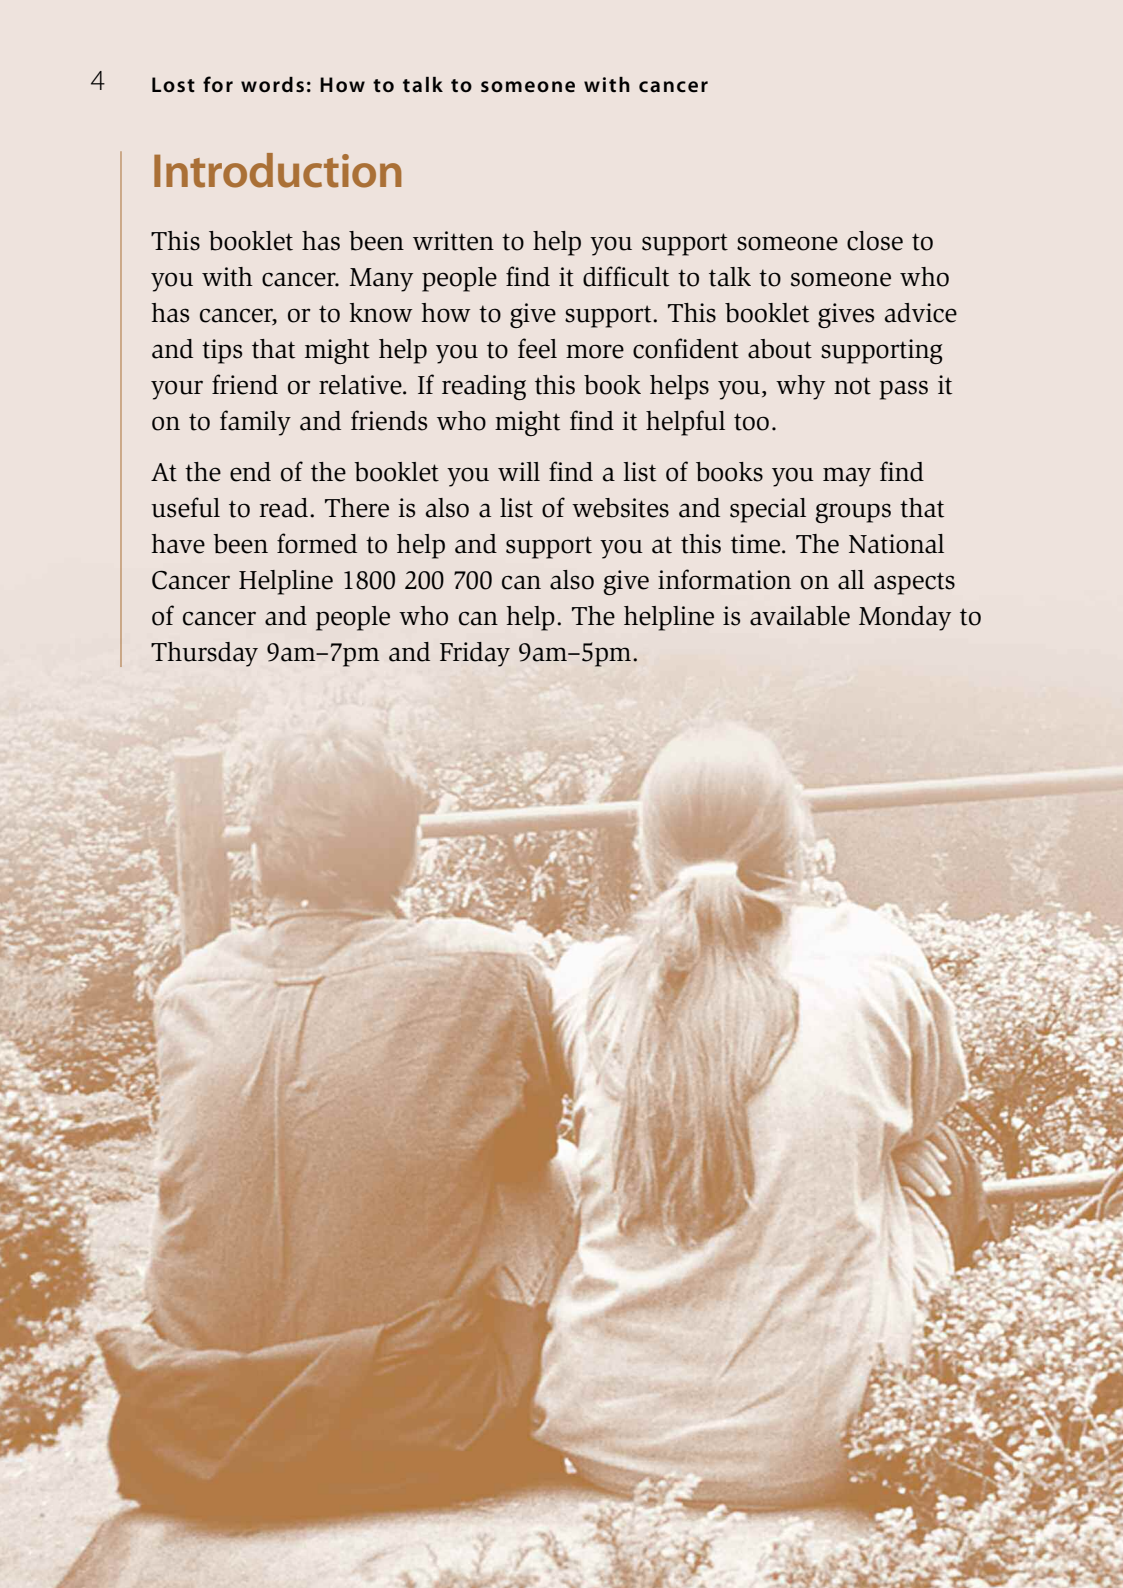 4
Lost for words: How to talk to someone with cancer
Introduction
This booklet has been written to help you support someone close to
you with cancer. Many people find it difficult to talk to someone who
has cancer, or to know how to give support. This booklet gives advice
and tips that might help you to feel more confident about supporting
your friend or relative. If reading this book helps you, why not pass it
on to family and friends who might find it helpful too.
At the end of the booklet you will find a list of books you may find
useful to read. There is also a list of websites and special groups that
have been formed to help and support you at this time. The National
Cancer Helpline 1800 200 700 can also give information on all aspects
of cancer and people who can help. The helpline is available Monday to
Thursday 9am–7pm and Friday 9am–5pm.